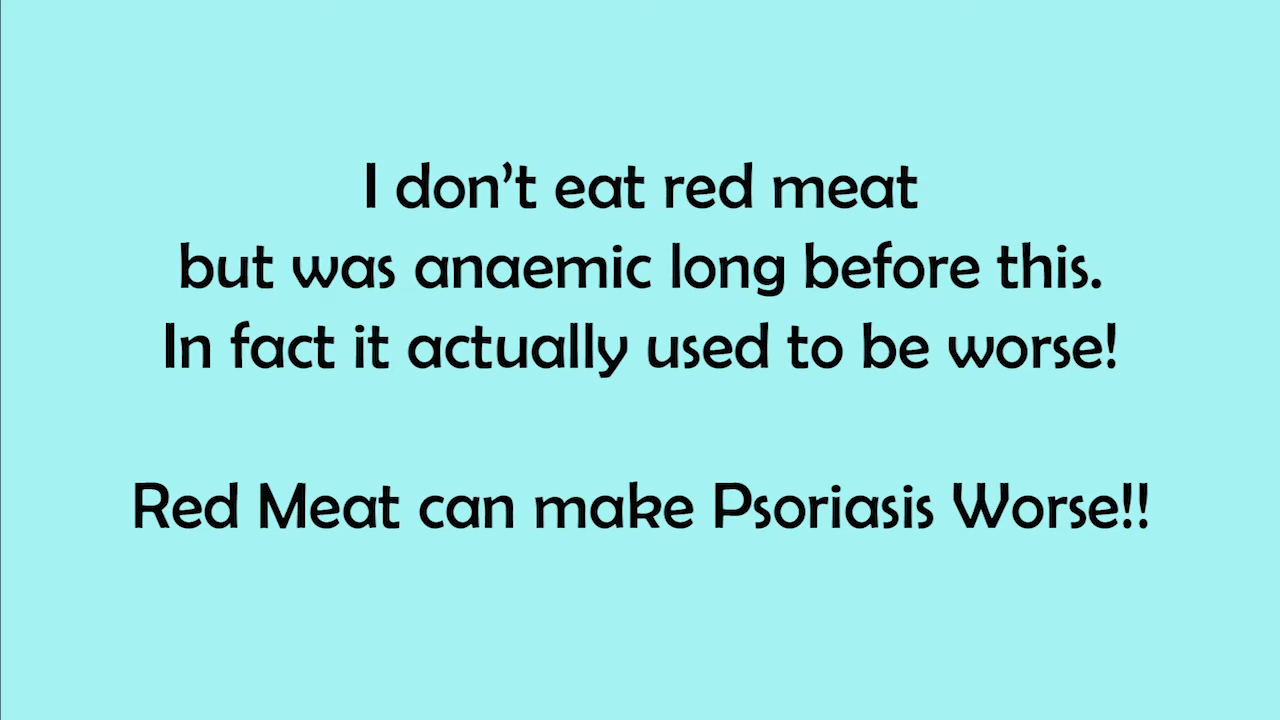 I don’t eat red meat
but was anaemic long before this.
In fact it actually used to be worse!
Red Meat can make Psoriasis Worse!!